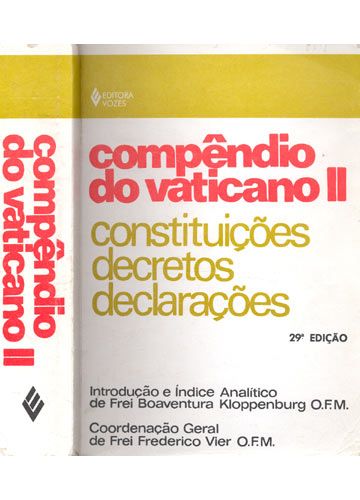 compêndio
do vaticano II
EDITORA
VOZES
compêndio
do vaticano II
constituições
decretos
declarações
29ª EDIÇÃO
Introdução e Índice Analítico
de Frei Boaventura Kloppenburg O.F.M.
Coordenação Geral
de Frei Frederico Vier O.F.M.